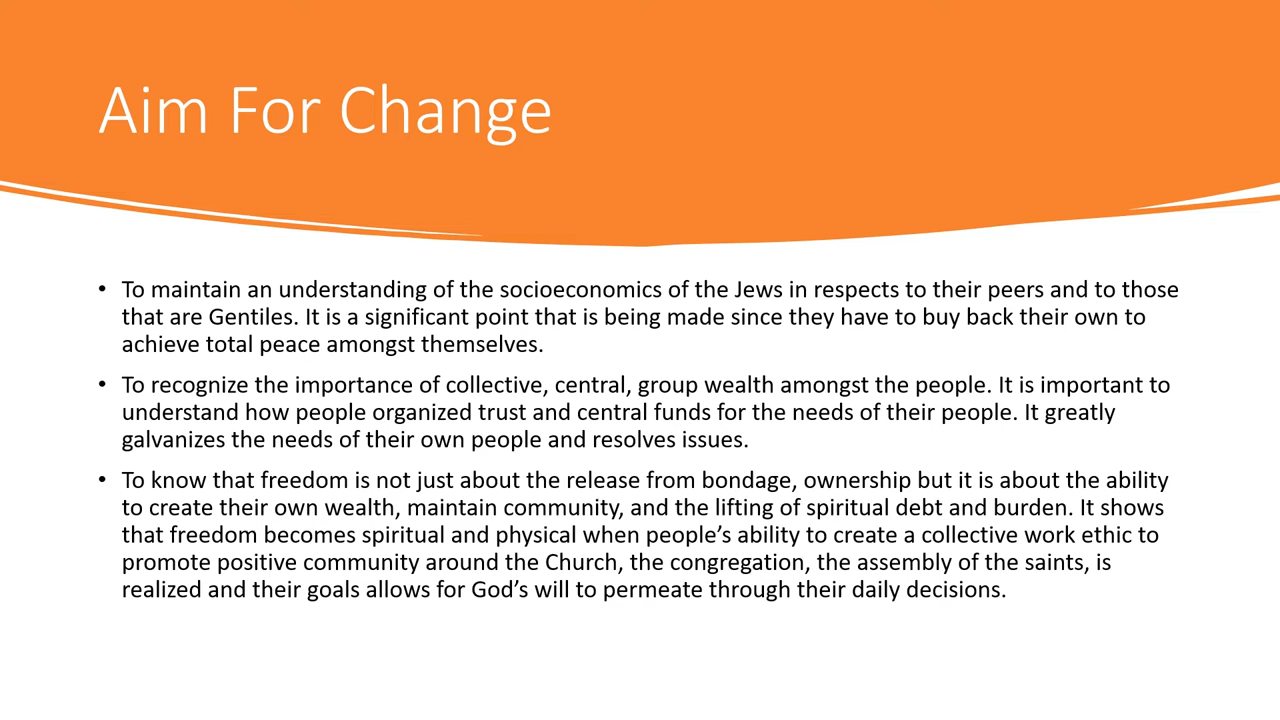 Aim For Change
• To maintain an understanding of the socioeconomics of the Jews in respects to their peers and to those
that are Gentiles. It is a significant point that is being made since they have to buy back their own to
achieve total peace amongst themselves.
• To recognize the importance of collective, central, group wealth amongst the people. It is important to
understand how people organized trust and central funds for the needs of their people. It greatly
galvanizes the needs of their own people and resolves issues.
• To know that freedom is not just about the release from bondage, ownership but it is about the ability
to create their own wealth, maintain community, and the lifting of spiritual debt and burden. It shows
that freedom becomes spiritual and physical when people’s ability to create a collective work ethic to
promote positive community around the Church, the congregation, the assembly of the saints, is
realized and their goals allows for God’s will to permeate through their daily decisions.